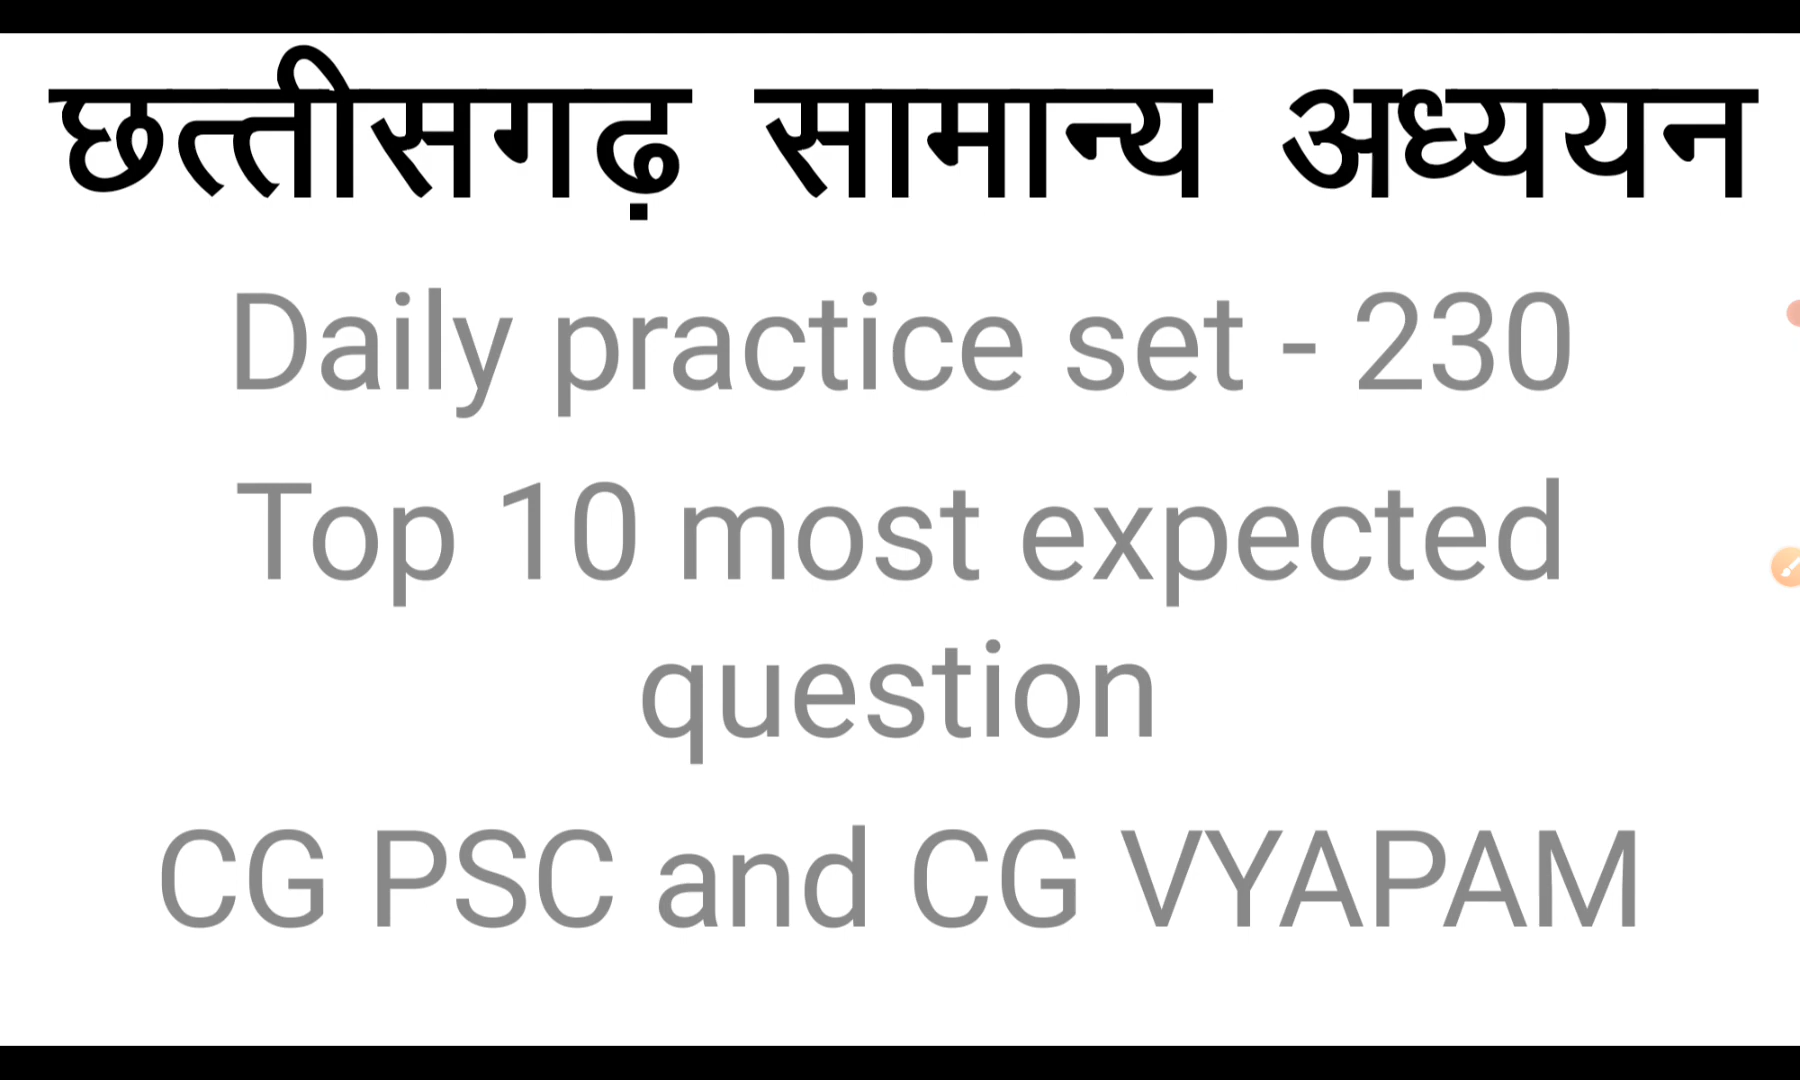 छत्तीसगढ़ सामान्य अध्ययन
Daily practice set - 230
Top 10 most expected
question
CG PSC and CG VYAPAM